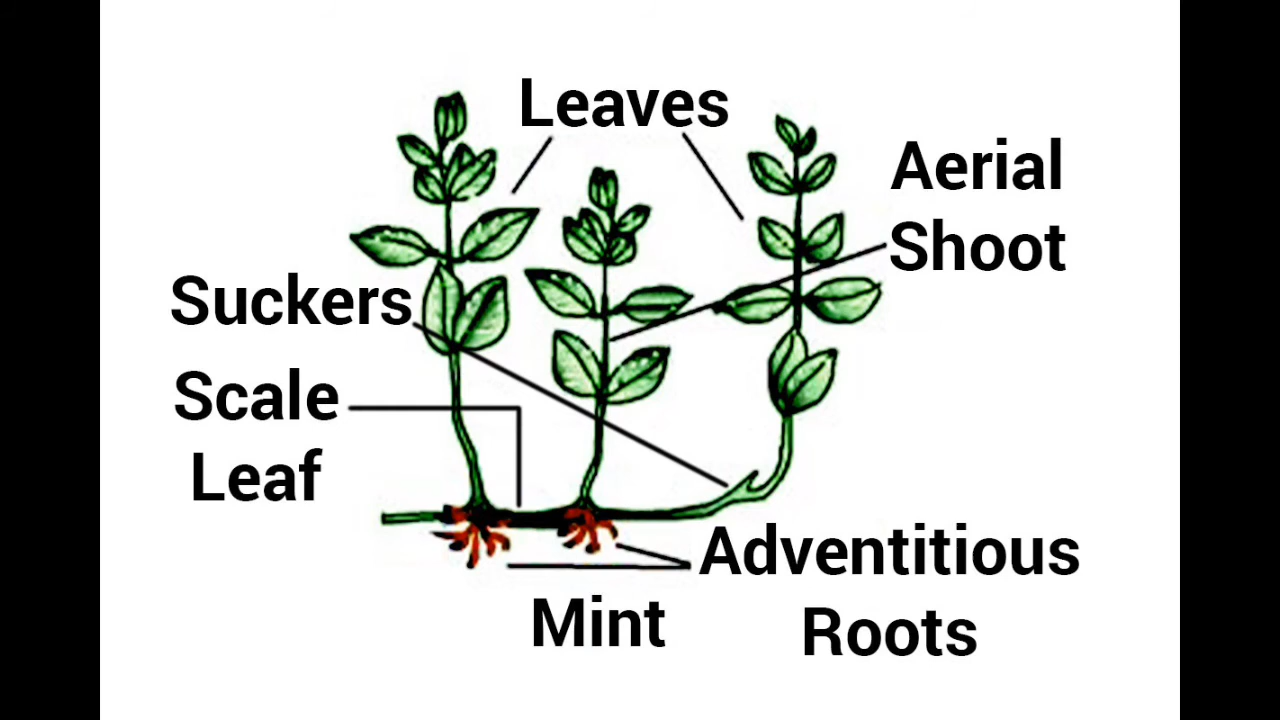 Leaves
Aerial
Shoot
Suckers
Scale
Leaf
Adventitious
Roots
Mint